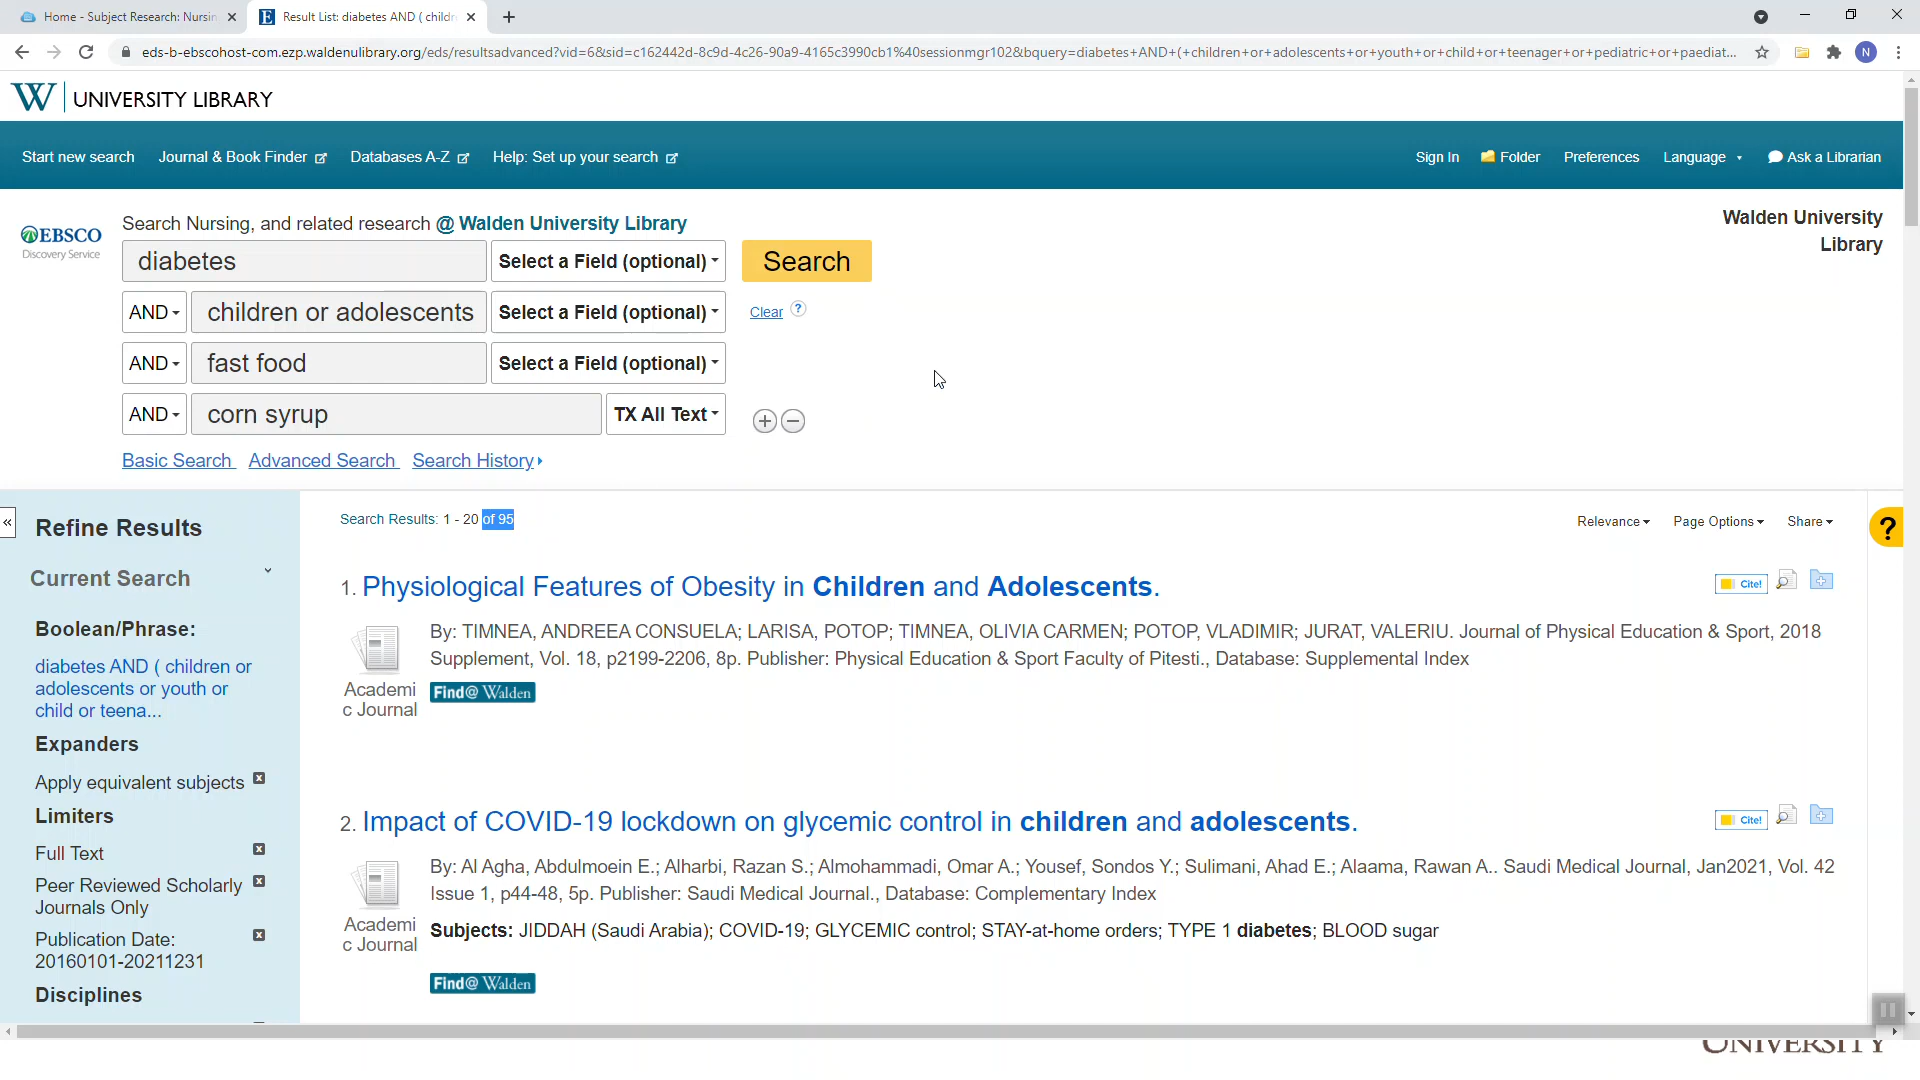 Home - Subject Research: Nursin
Result List: diabetes AND ( childr
eds-b-ebscohost-com.ezp.waldenulibrary.org/eds/resultsadvanced?vid=6&sid=c162442d-8c9d-4c26-90a9-4165c3990cb1%40sessionmgr102&bquery=diabetes+AND+(+children+or+adolescents+or+youth+or+child+or+teenager+or+pediatric+or+paediat...
N
W UNIVERSITY LIBRARY
Start new search Journal & Book Finder Databases A-Z Help: Set up your search Sign In Folder Preferences Language Ask a Librarian
EBSCO
Discovery Service
Search Nursing, and related research @ Walden University Library
Walden University
Library
diabetes Select a Field (optional) Search
AND children or adolescents Select a Field (optional) Clear ?
AND fast food Select a Field (optional)
AND corn syrup TX All Text
Basic Search Advanced Search Search History
Refine Results
Current Search
Boolean/Phrase:
diabetes AND ( children or
adolescents or youth or
child or teena...
Expanders
Apply equivalent subjects
Limiters
Full Text
Peer Reviewed Scholarly
Journals Only
Publication Date:
20160101-20211231
Disciplines
Search Results: 1 - 20 of 95
Relevance Page Options Share
?
1. Physiological Features of Obesity in Children and Adolescents.
Cite!
By: TIMNEA, ANDREEA CONSUELA; LARISA, POTOP; TIMNEA, OLIVIA CARMEN; POTOP, VLADIMIR; JURAT, VALERIU. Journal of Physical Education & Sport, 2018
Supplement, Vol. 18, p2199-2206, 8p. Publisher: Physical Education & Sport Faculty of Pitesti., Database: Supplemental Index
Academi
c Journal
Find@ Walden
2. Impact of COVID-19 lockdown on glycemic control in children and adolescents.
Cite!
By: Al Agha, Abdulmoein E.; Alharbi, Razan S.; Almohammadi, Omar A.; Yousef, Sondos Y.; Sulimani, Ahad E.; Alaama, Rawan A.. Saudi Medical Journal, Jan2021, Vol. 42
Issue 1, p44-48, 5p. Publisher: Saudi Medical Journal., Database: Complementary Index
Academi
c Journal
Subjects: JIDDAH (Saudi Arabia); COVID-19; GLYCEMIC control; STAY-at-home orders; TYPE 1 diabetes; BLOOD sugar
Find@ Walden
UNIVERSITY